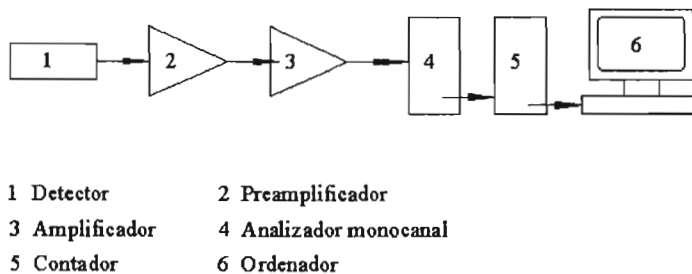 1 2 3 4 5 6
1 Detector 2 Preamplificador
3 Amplificador 4 Analizador monocanal
5 Contador 6 Ordenador